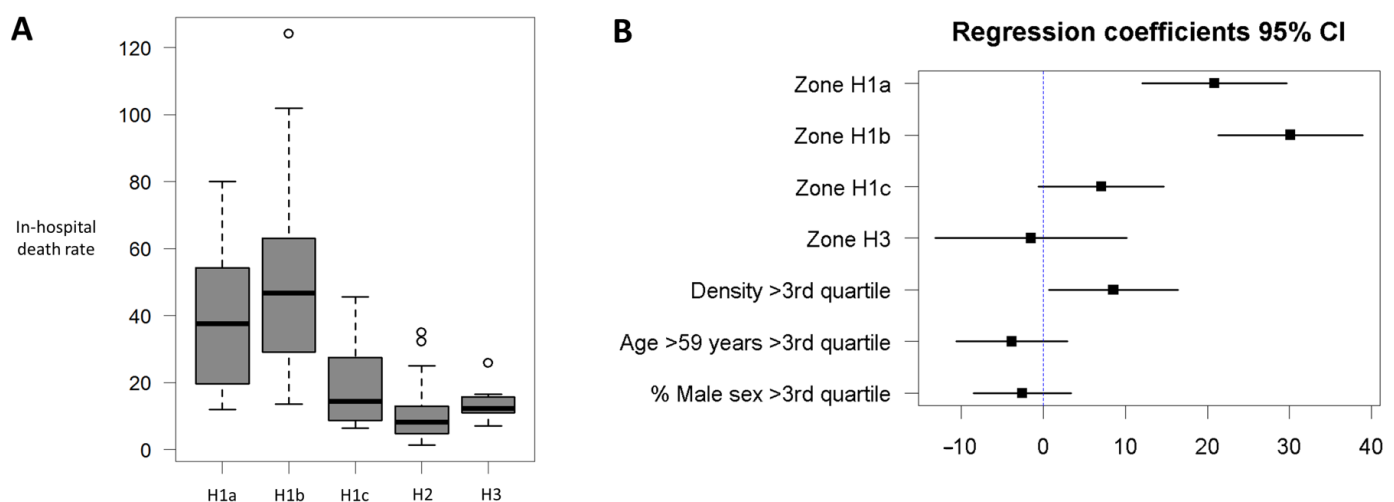 A
In-hospital
death rate
120
100
80
60
40
20
0
H1a H1b H1c H2 H3
B
Regression coefficients 95% CI
Zone H1a
Zone H1b
Zone H1c
Zone H3
Density >3rd quartile
Age >59 years >3rd quartile
% Male sex >3rd quartile
−10 0 10 20 30 40